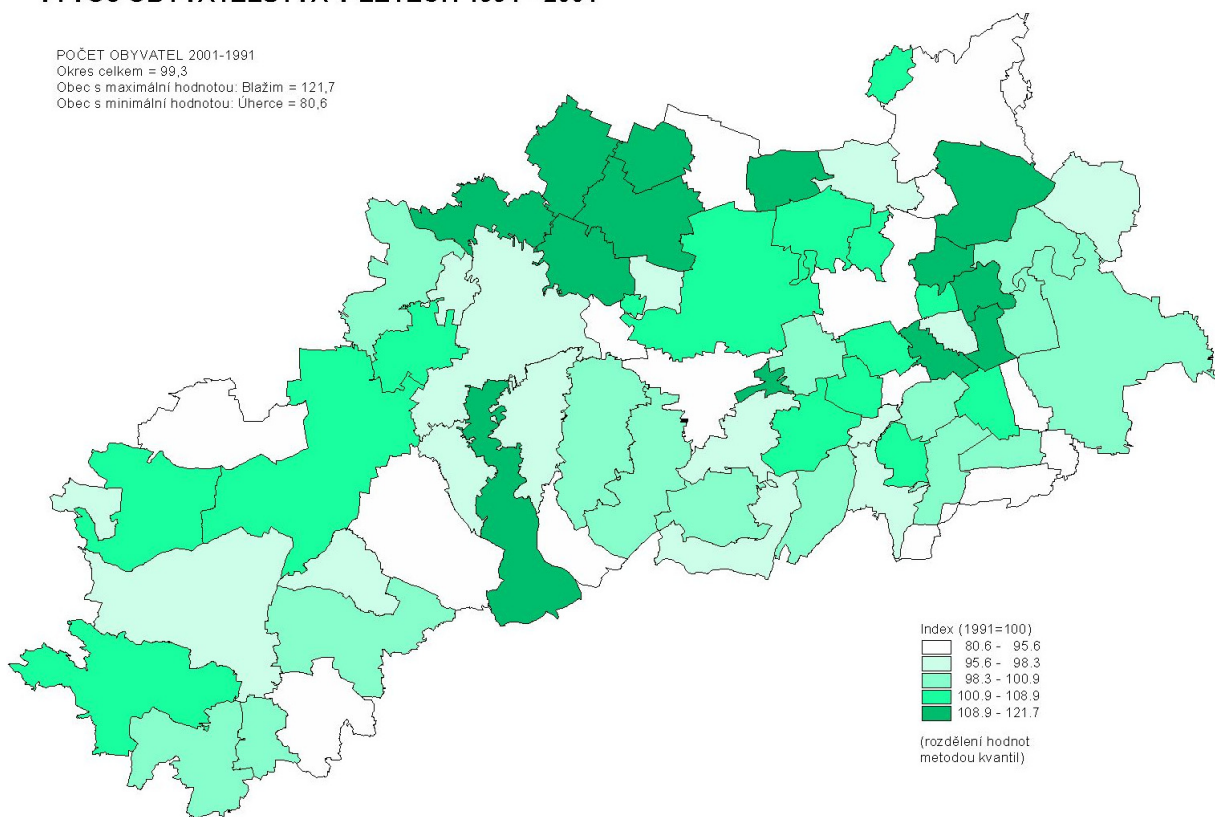 POČET OBYVATEL 2001-1991
Okres celkem = 99,3
Obec s maximální hodnotou: Blažim = 121,7
Obec s minimální hodnotou: Úherce = 80,6
Index (1991=100)
80.6 - 95.6
95.6 - 98.3
98.3 - 100.9
100.9 - 108.9
108.9 - 121.7
(rozdělení hodnot
metodou kvantil)